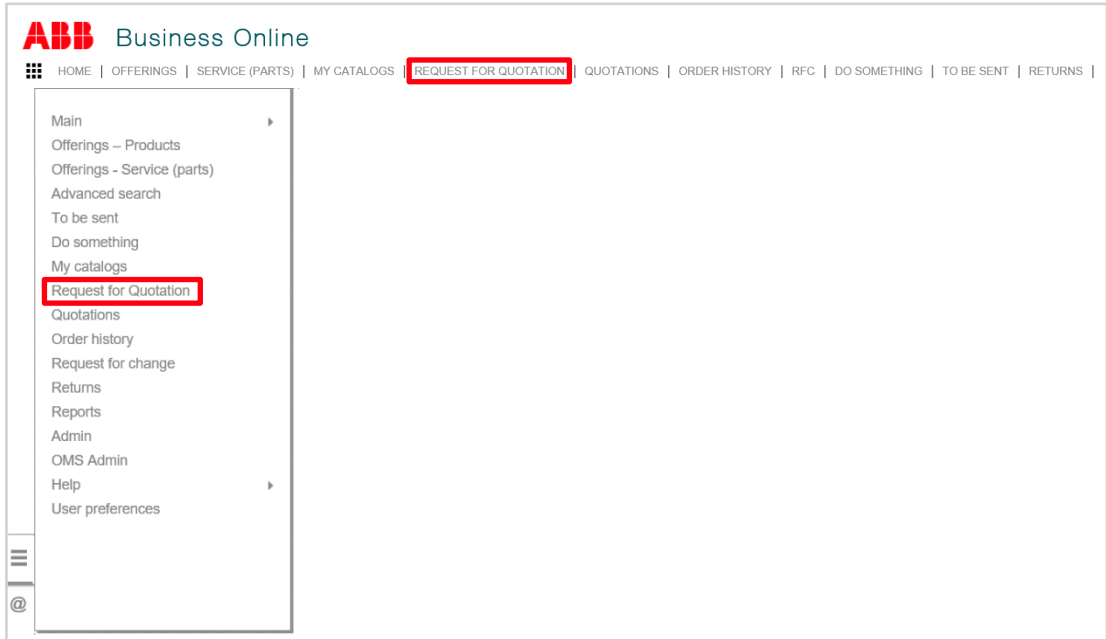 ABB Business Online
HOME | OFFERINGS | SERVICE (PARTS) | MY CATALOGS | REQUEST FOR QUOTATION | QUOTATIONS | ORDER HISTORY | RFC | DO SOMETHING | TO BE SENT | RETURNS |
Main
Offerings – Products
Offerings - Service (parts)
Advanced search
To be sent
Do something
My catalogs
Request for Quotation
Quotations
Order history
Request for change
Returns
Reports
Admin
OMS Admin
Help
User preferences
@